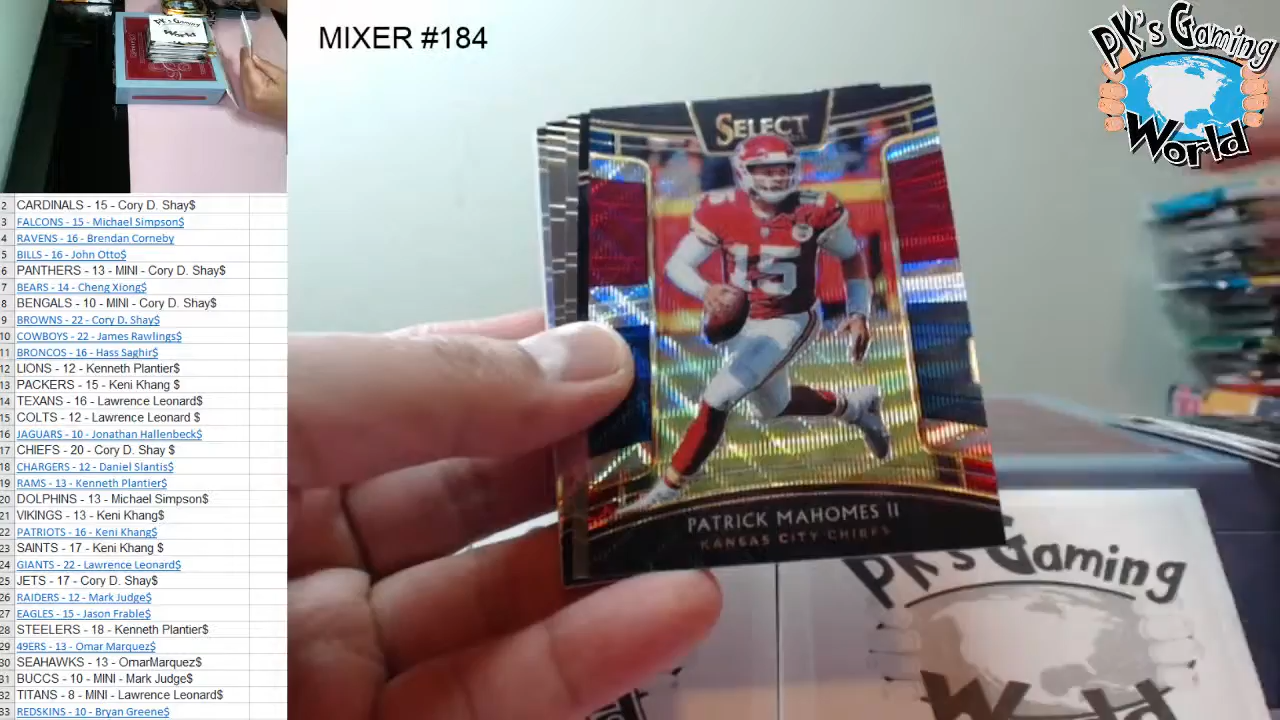 MIXER #184
PK's Gaming
World
PK's Gaming
World
2 CARDINALS - 15 - Cory D. Shay$
3 FALCONS - 15 - Michael Simpson$
4 RAVENS - 16 - Brendan Corneby
5 BILLS - 16 - John Otto$
6 PANTHERS - 13 - MINI - Cory D. Shay$
7 BEARS - 14 - Cheng Xiong$
8 BENGALS - 10 - MINI - Cory D. Shay$
9 BROWNS - 22 - Cory D. Shay$
10 COWBOYS - 22 - James Rawlings$
11 BRONCOS - 16 - Hass Saghir$
12 LIONS - 12 - Kenneth Plantier$
13 PACKERS - 15 - Keni Khang $
14 TEXANS - 16 - Lawrence Leonard$
15 COLTS - 12 - Lawrence Leonard $
16 JAGUARS - 10 - Jonathan Hallenbeck$
17 CHIEFS - 20 - Cory D. Shay $
18 CHARGERS - 12 - Daniel Slantis$
19 RAMS - 13 - Kenneth Plantier$
20 DOLPHINS - 13 - Michael Simpson$
21 VIKINGS - 13 - Keni Khang$
22 PATRIOTS - 16 - Keni Khang$
23 SAINTS - 17 - Keni Khang $
24 GIANTS - 22 - Lawrence Leonard$
25 JETS - 17 - Cory D. Shay$
26 RAIDERS - 12 - Mark Judge$
27 EAGLES - 15 - Jason Frable$
28 STEELERS - 18 - Kenneth Plantier$
29 49ERS - 13 - Omar Marquez$
30 SEAHAWKS - 13 - OmarMarquez$
31 BUCCS - 10 - MINI - Mark Judge$
32 TITANS - 8 - MINI - Lawrence Leonard$
33 REDSKINS - 10 - Bryan Greene$
SELECT
15
PATRICK MAHOMES II
KANSAS CITY CHIEFS
PK's Gaming
World